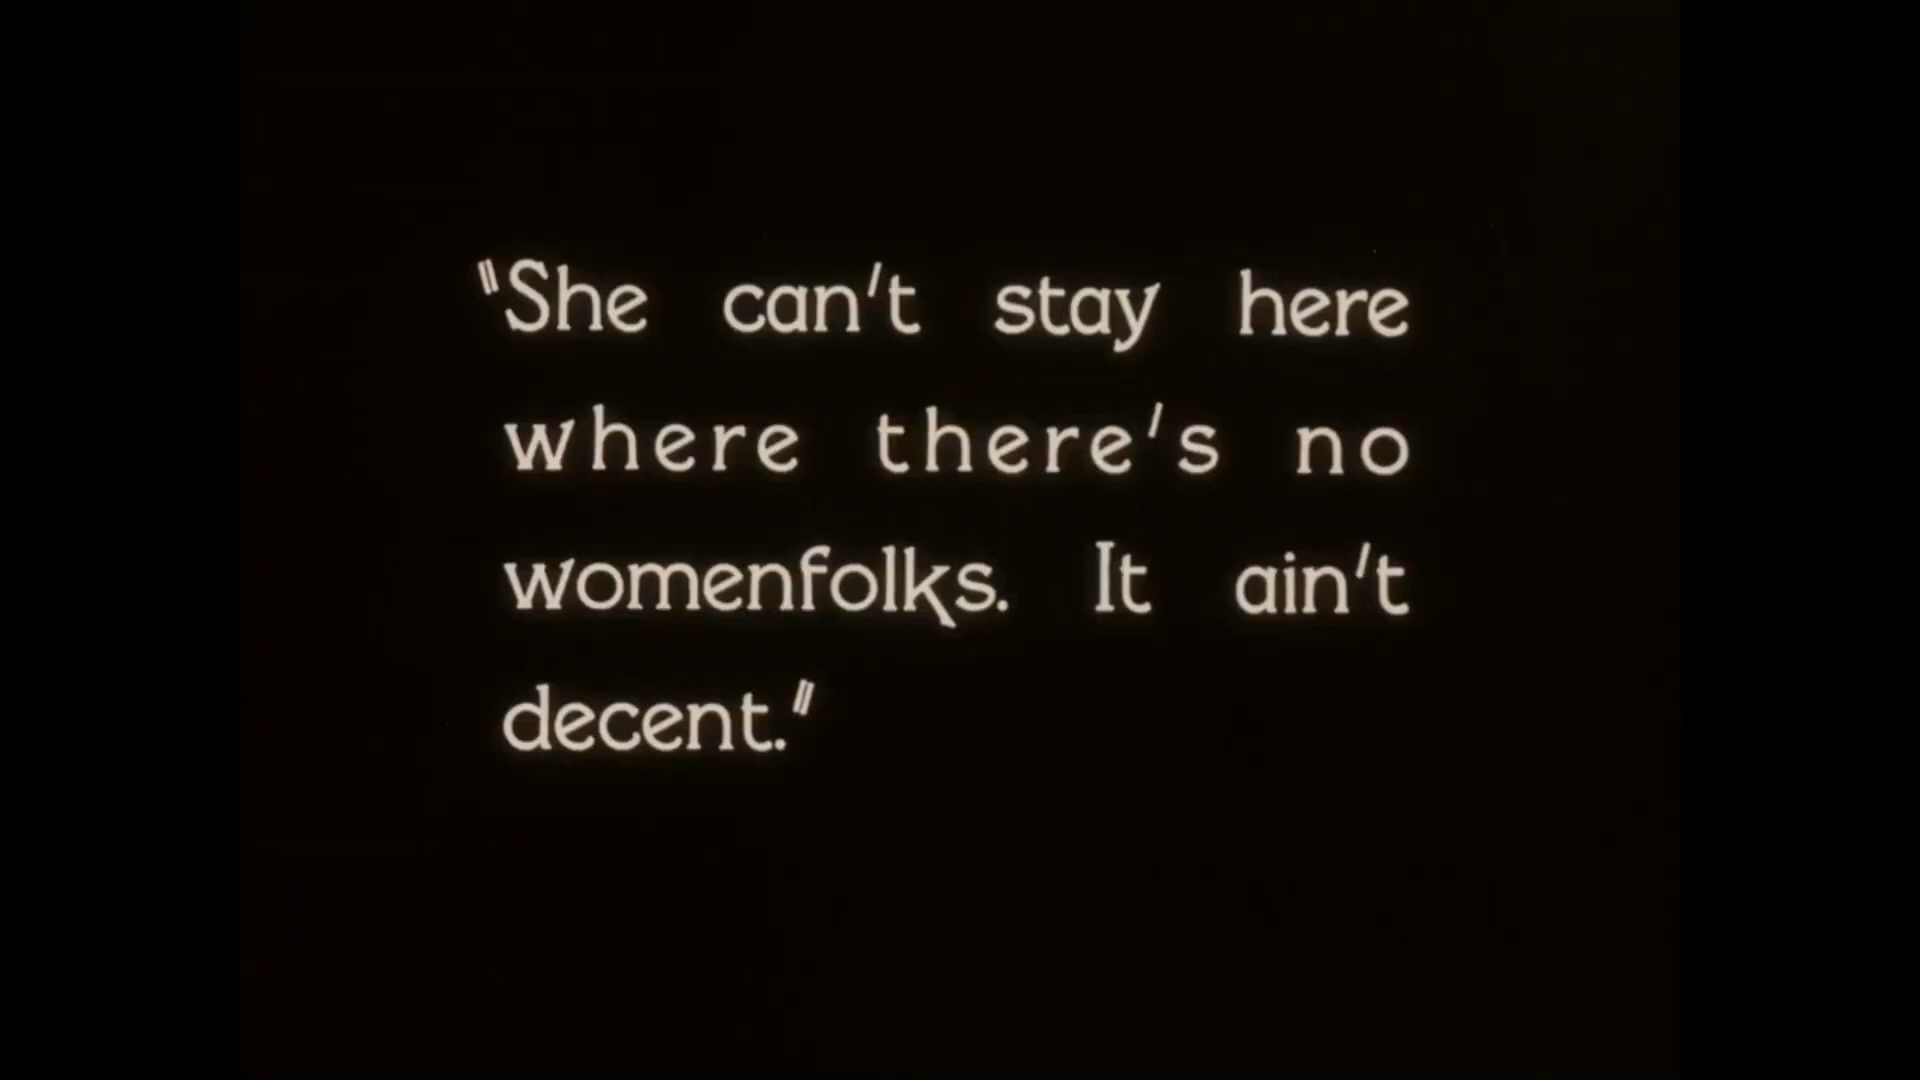 "She can't stay here
where there's no
womenfolks. It ain't
decent."